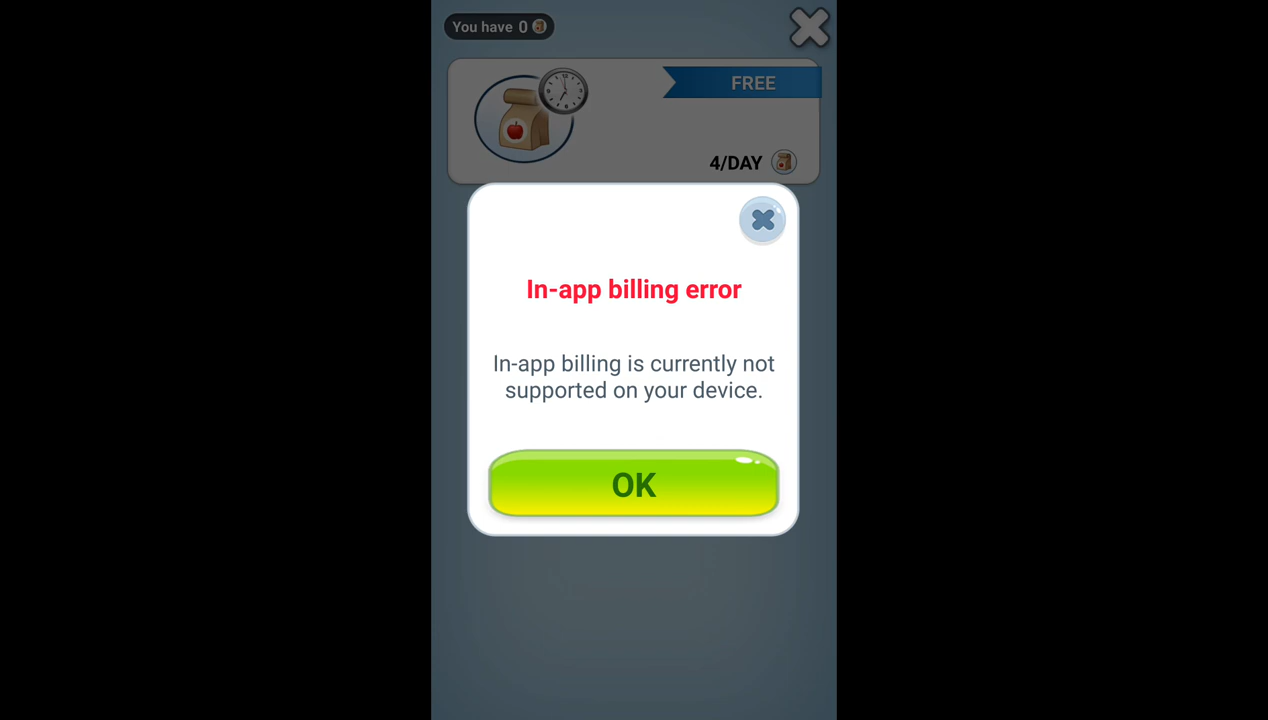 You have 0
FREE
4/DAY
In-app billing error
In-app billing is currently not
supported on your device.
OK